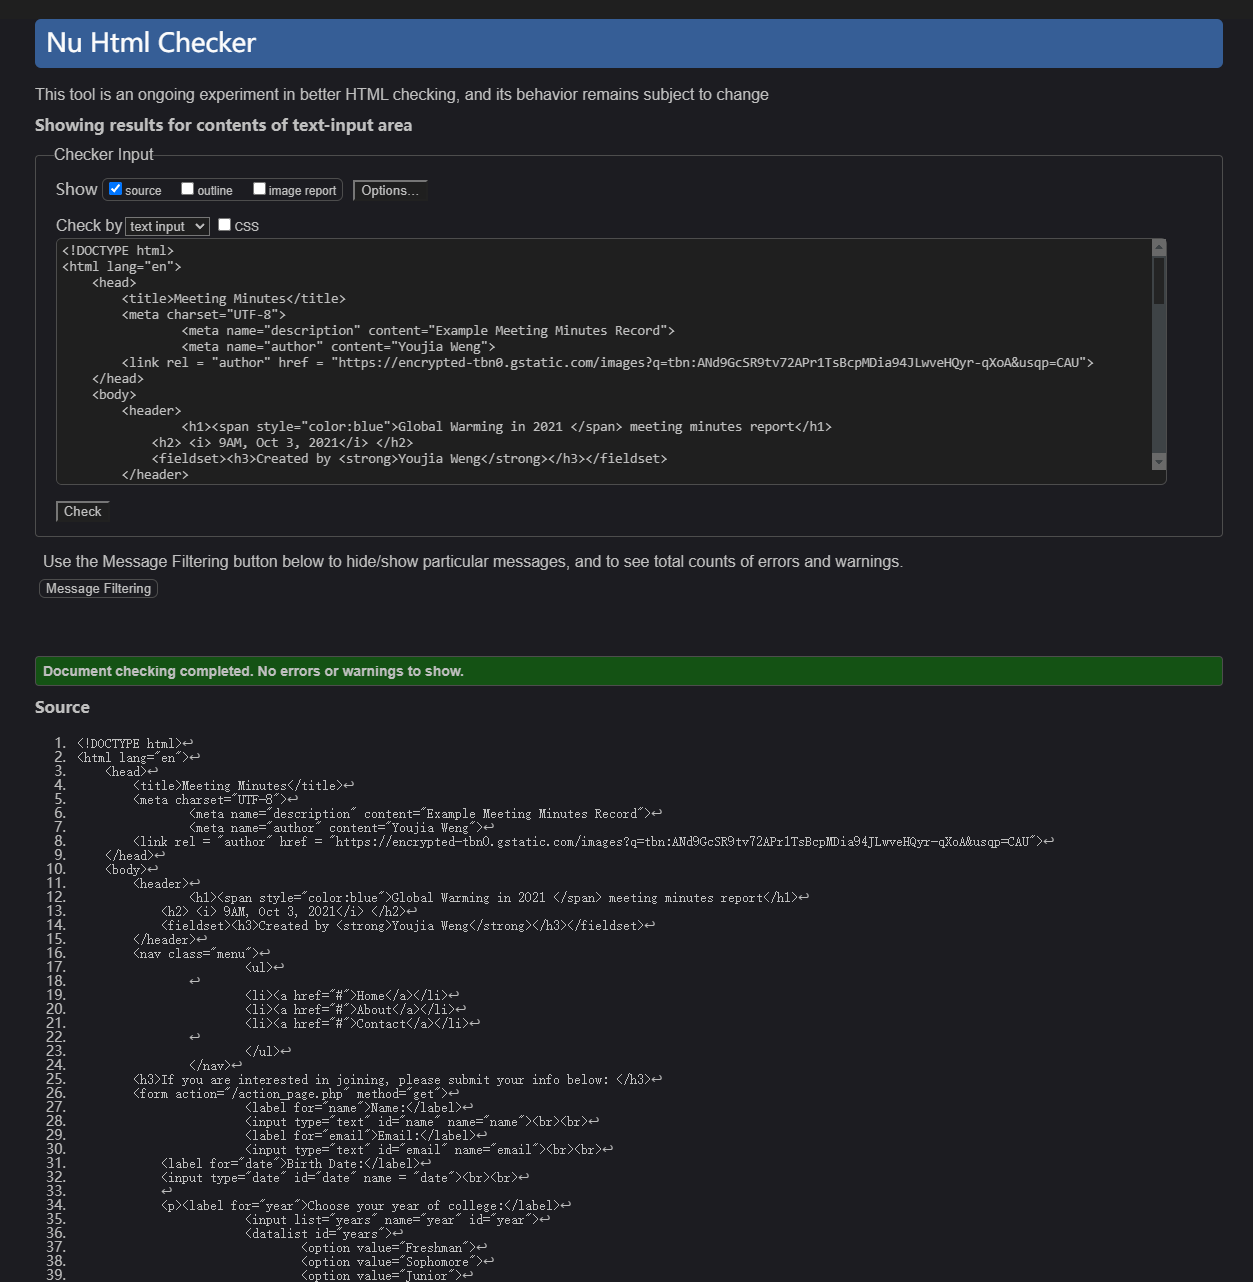 Nu Html Checker
This tool is an ongoing experiment in better HTML checking, and its behavior remains subject to change
Showing results for contents of text-input area
Checker Input
Show source outline image report Options...
Check by text input CSS
<!DOCTYPE html>
<html lang="en">
<head>
<title>Meeting Minutes</title>
<meta charset="UTF-8">
<meta name="description" content="Example Meeting Minutes Record">
<meta name="author" content="Youjia Weng">
<link rel = "author" href = "https://encrypted-tbn0.gstatic.com/images?q=tbn:ANd9GcSR9tv72APr1TsBcpMDia94JLwveHQyr-qXoA&usqp=CAU">
</head>
<body>
<header>
<h1><span style="color:blue">Global Warming in 2021 </span> meeting minutes report</h1>
<h2> <i> 9AM, Oct 3, 2021</i> </h2>
<fieldset><h3>Created by <strong>Youjia Weng</strong></h3></fieldset>
</header>
Check
Use the Message Filtering button below to hide/show particular messages, and to see total counts of errors and warnings.
Message Filtering
Document checking completed. No errors or warnings to show.
Source
1. <!DOCTYPE html>↩
2. <html lang="en">↩
3. <head>↩
4. <title>Meeting Minutes</title>↩
5. <meta charset="UTF-8">↩
6. <meta name="description" content="Example Meeting Minutes Record">↩
7. <meta name="author" content="Youjia Weng">↩
8. <link rel = "author" href = "https://encrypted-tbn0.gstatic.com/images?q=tbn:ANd9GcSR9tv72APr1TsBcpMDia94JLwveHQyr-qXoA&usqp=CAU">↩
9. </head>↩
10. <body>↩
11. <header>↩
12. <h1><span style="color:blue">Global Warming in 2021 </span> meeting minutes report</h1>↩
13. <h2> <i> 9AM, Oct 3, 2021</i> </h2>↩
14. <fieldset><h3>Created by <strong>Youjia Weng</strong></h3></fieldset>↩
15. </header>↩
16. <nav class="menu">↩
17. <ul>↩
18. ↩
19. <li><a href="#">Home</a></li>↩
20. <li><a href="#">About</a></li>↩
21. <li><a href="#">Contact</a></li>↩
22. ↩
23. </ul>↩
24. </nav>↩
25. <h3>If you are interested in joining, please submit your info below: </h3>↩
26. <form action="/action_page.php" method="get">↩
27. <label for="name">Name:</label>↩
28. <input type="text" id="name" name="name"><br><br>↩
29. <label for="email">Email:</label>↩
30. <input type="text" id="email" name="email"><br><br>↩
31. <label for="date">Birth Date:</label>↩
32. <input type="date" id="date" name = "date"><br><br>↩
33. ↩
34. <p><label for="year">Choose your year of college:</label>↩
35. <input list="years" name="year" id="year">↩
36. <datalist id="years">↩
37. <option value="Freshman">↩
38. <option value="Sophomore">↩
39. <option value="Junior">↩